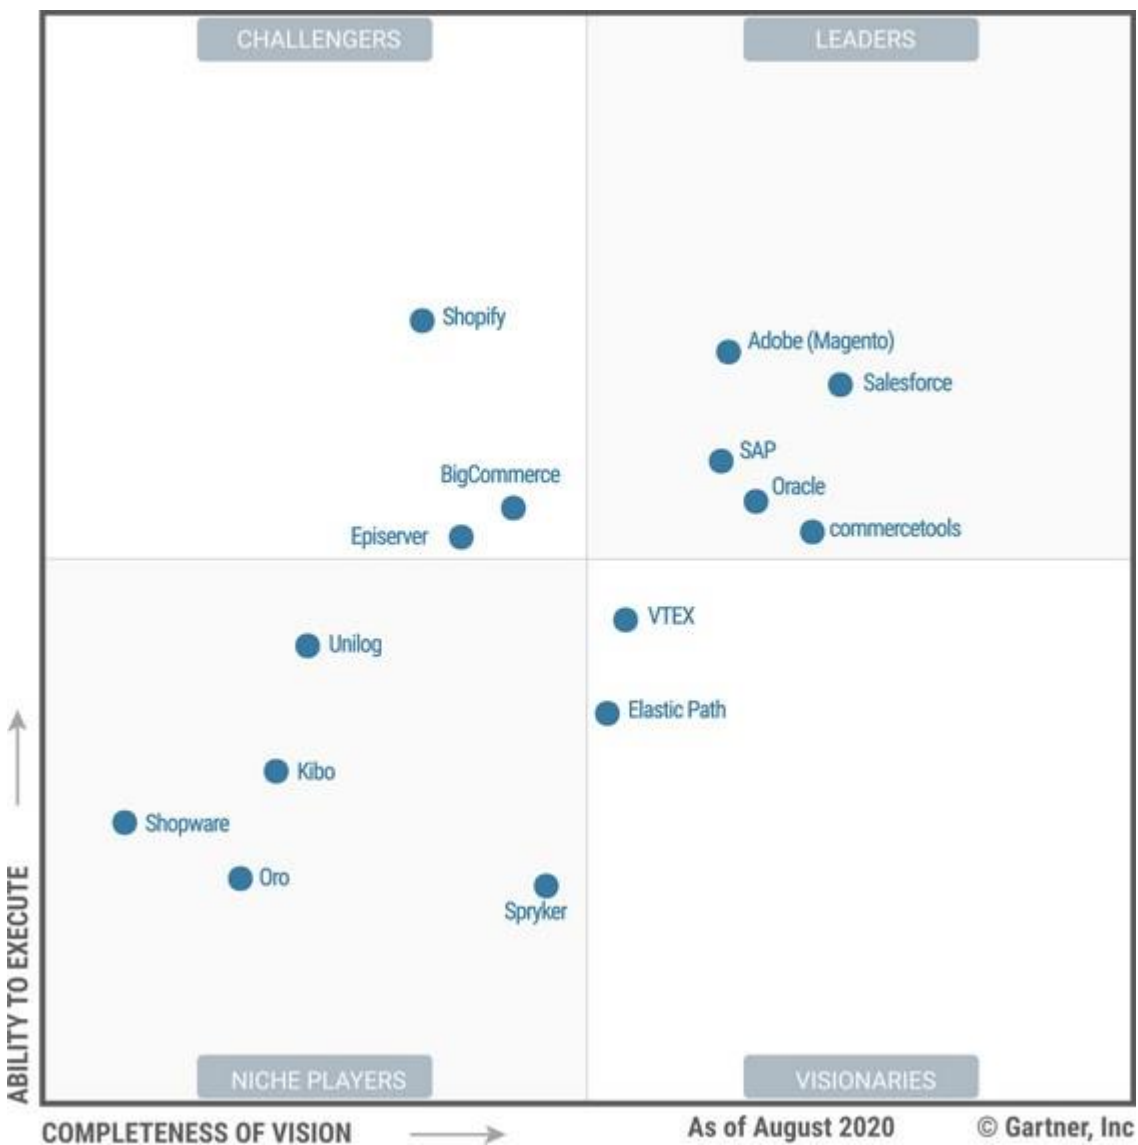 CHALLENGERS
LEADERS
Shopify
Adobe (Magento)
Salesforce
SAP
BigCommerce
Oracle
Episerver
commercetools
VTEX
Unilog
Elastic Path
Kibo
Shopware
Oro
Spryker
ABILITY TO EXECUTE
NICHE PLAYERS
VISIONARIES
COMPLETENESS OF VISION
As of August 2020
© Gartner, Inc